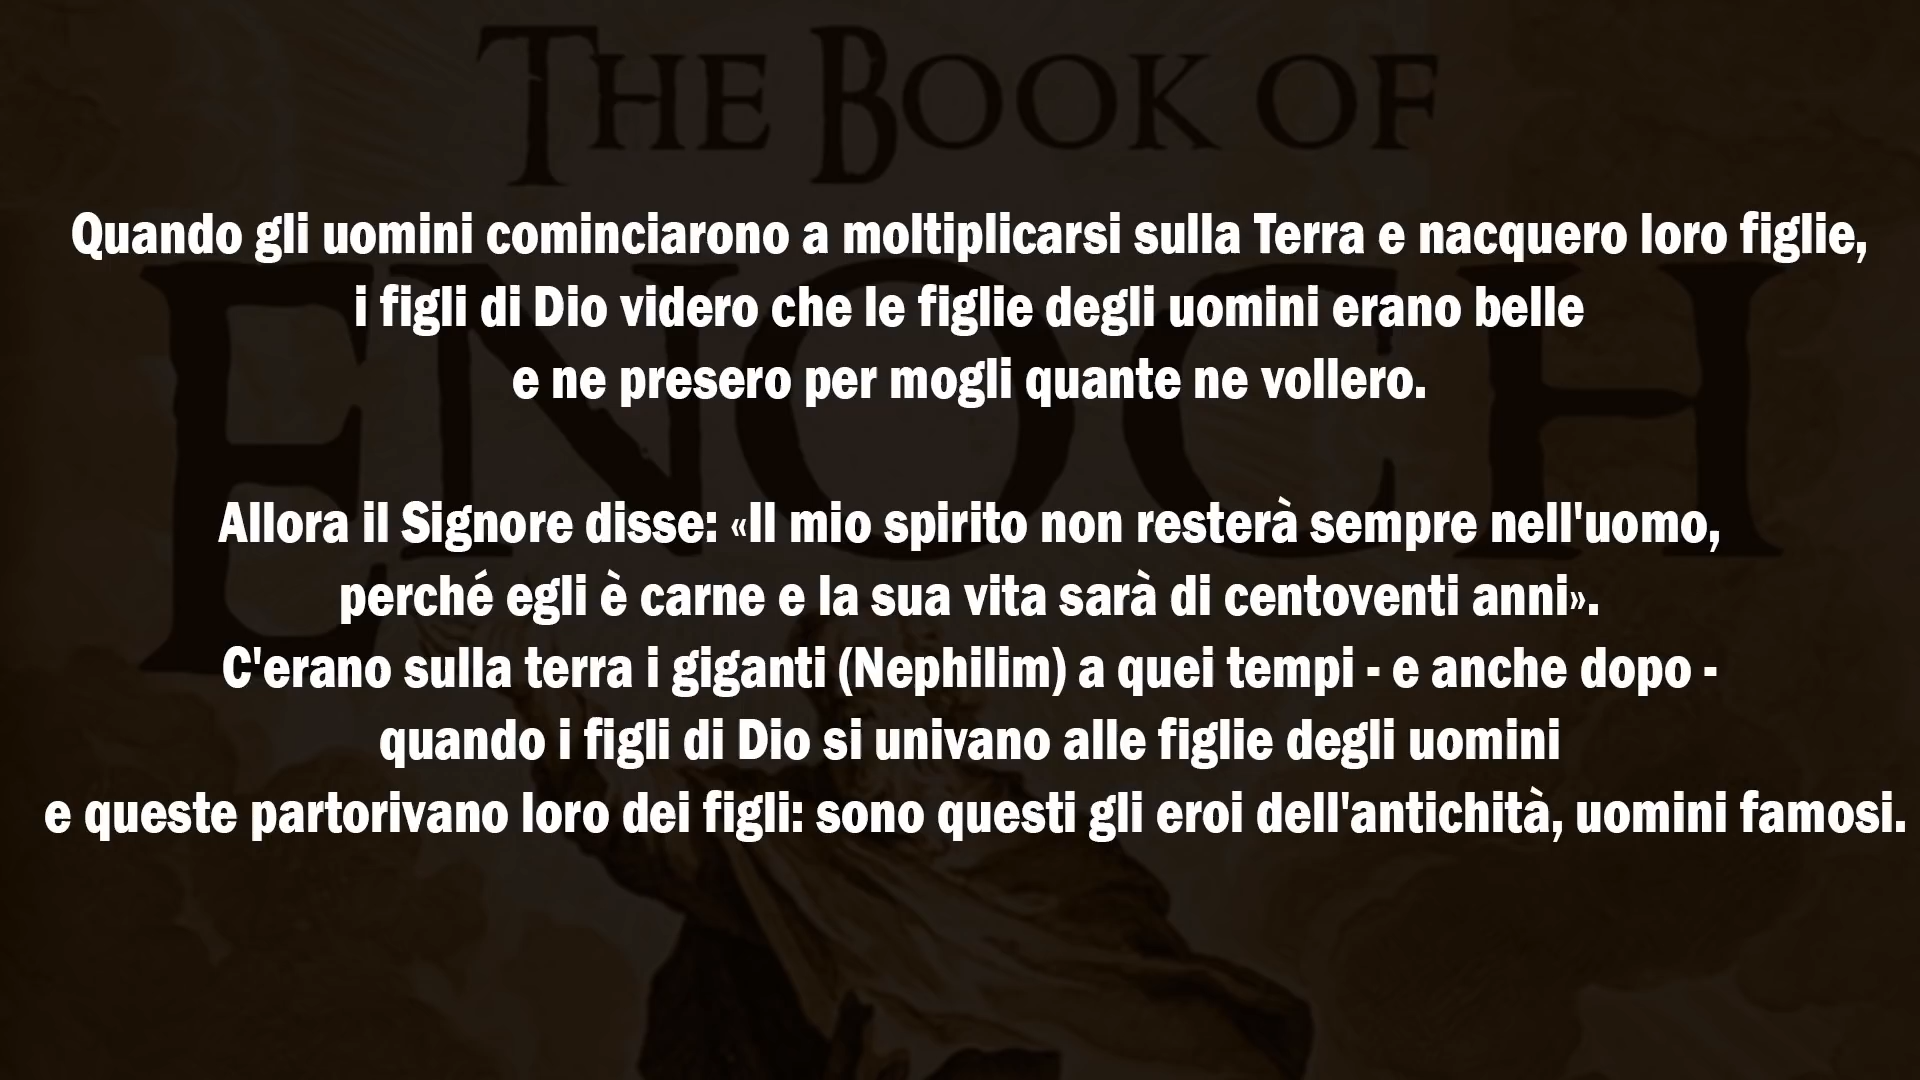 THE BOOK OF
ENOCH
Quando gli uomini cominciarono a moltiplicarsi sulla Terra e nacquero loro figlie,
i figli di Dio videro che le figlie degli uomini erano belle
e ne presero per mogli quante ne vollero.
Allora il Signore disse: «Il mio spirito non resterà sempre nell'uomo,
perché egli è carne e la sua vita sarà di centoventi anni».
C'erano sulla terra i giganti (Nephilim) a quei tempi - e anche dopo -
quando i figli di Dio si univano alle figlie degli uomini
e queste partorivano loro dei figli: sono questi gli eroi dell'antichità, uomini famosi.